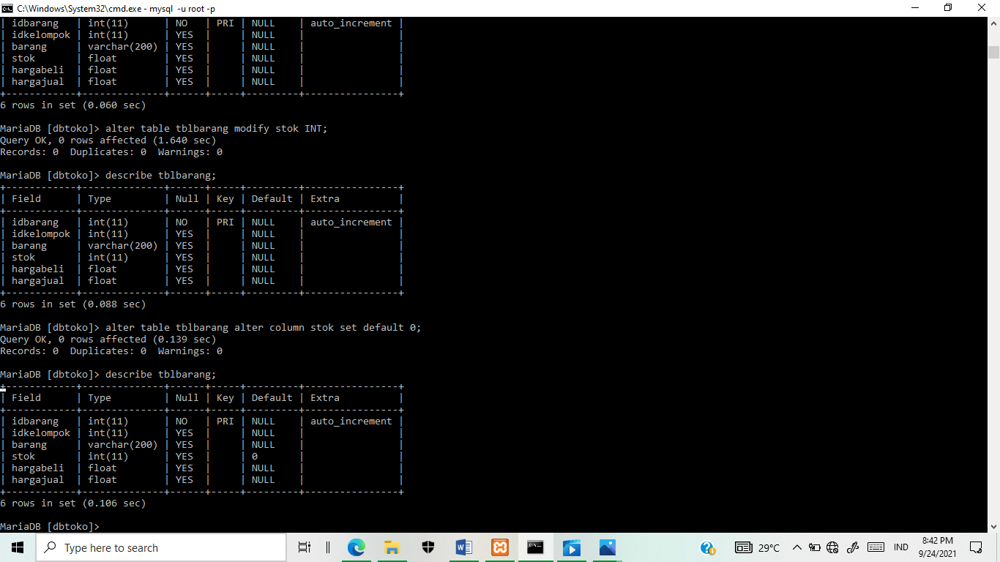 C:\Windows\System32\cmd.exe - mysql  -u root -p
| idbarang   | int(11)      | NO   | PRI | NULL    | auto_increment |
| idkelompok | int(11)      | YES  |     | NULL    |                |
| barang     | varchar(200) | YES  |     | NULL    |                |
| stok       | float        | YES  |     | NULL    |                |
| hargabeli  | float        | YES  |     | NULL    |                |
| hargajual  | float        | YES  |     | NULL    |                |
+------------+--------------+------+-----+---------+----------------+
6 rows in set (0.060 sec)
MariaDB [dbtoko]> alter table tblbarang modify stok INT;
Query OK, 0 rows affected (1.640 sec)
Records: 0  Duplicates: 0  Warnings: 0
MariaDB [dbtoko]> describe tblbarang;
+------------+--------------+------+-----+---------+----------------+
| Field      | Type         | Null | Key | Default | Extra          |
+------------+--------------+------+-----+---------+----------------+
| idbarang   | int(11)      | NO   | PRI | NULL    | auto_increment |
| idkelompok | int(11)      | YES  |     | NULL    |                |
| barang     | varchar(200) | YES  |     | NULL    |                |
| stok       | int(11)      | YES  |     | NULL    |                |
| hargabeli  | float        | YES  |     | NULL    |                |
| hargajual  | float        | YES  |     | NULL    |                |
+------------+--------------+------+-----+---------+----------------+
6 rows in set (0.088 sec)
MariaDB [dbtoko]> alter table tblbarang alter column stok set default 0;
Query OK, 0 rows affected (0.139 sec)
Records: 0  Duplicates: 0  Warnings: 0
MariaDB [dbtoko]> describe tblbarang;
+------------+--------------+------+-----+---------+----------------+
| Field      | Type         | Null | Key | Default | Extra          |
+------------+--------------+------+-----+---------+----------------+
| idbarang   | int(11)      | NO   | PRI | NULL    | auto_increment |
| idkelompok | int(11)      | YES  |     | NULL    |                |
| barang     | varchar(200) | YES  |     | NULL    |                |
| stok       | int(11)      | YES  |     | 0       |                |
| hargabeli  | float        | YES  |     | NULL    |                |
| hargajual  | float        | YES  |     | NULL    |                |
+------------+--------------+------+-----+---------+----------------+
6 rows in set (0.106 sec)
MariaDB [dbtoko]>
Type here to search
29°C
IND
8:42 PM
9/24/2021